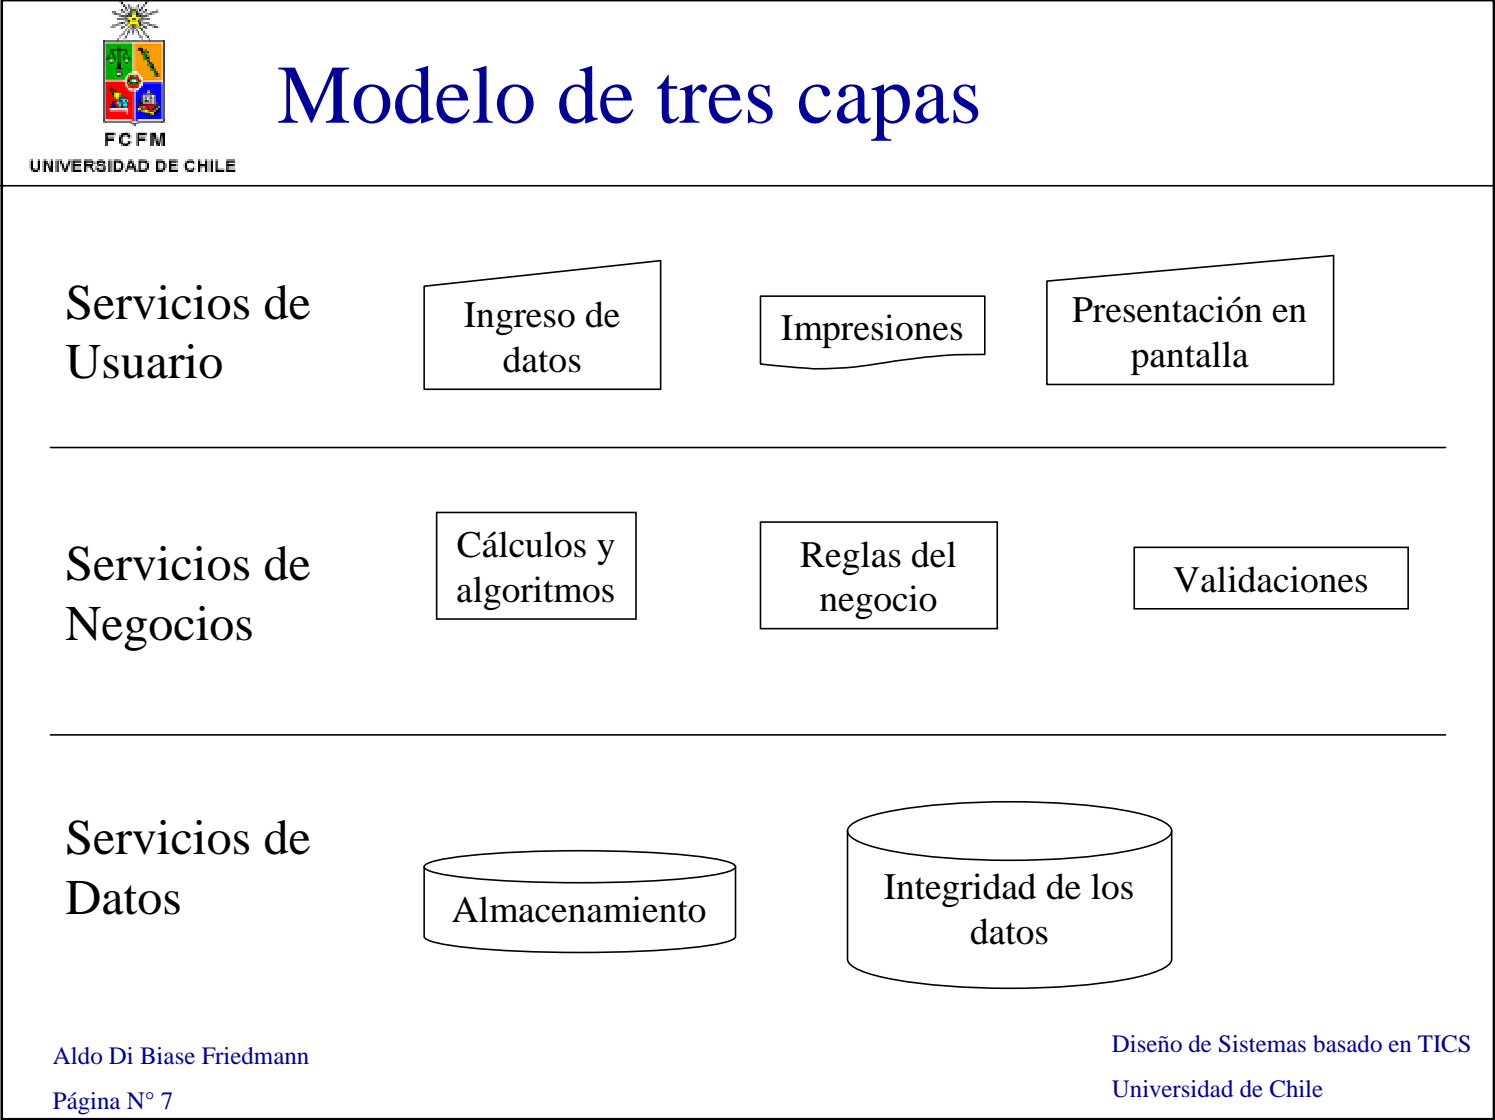 FCFM
UNIVERSIDAD DE CHILE
Modelo de tres capas
Servicios de
Usuario
Ingreso de
datos
Impresiones
Presentación en
pantalla
Servicios de
Negocios
Cálculos y
algoritmos
Reglas del
negocio
Validaciones
Servicios de
Datos
Almacenamiento
Integridad de los
datos
Aldo Di Biase Friedmann
Página N° 7
Diseño de Sistemas basado en TICS
Universidad de Chile